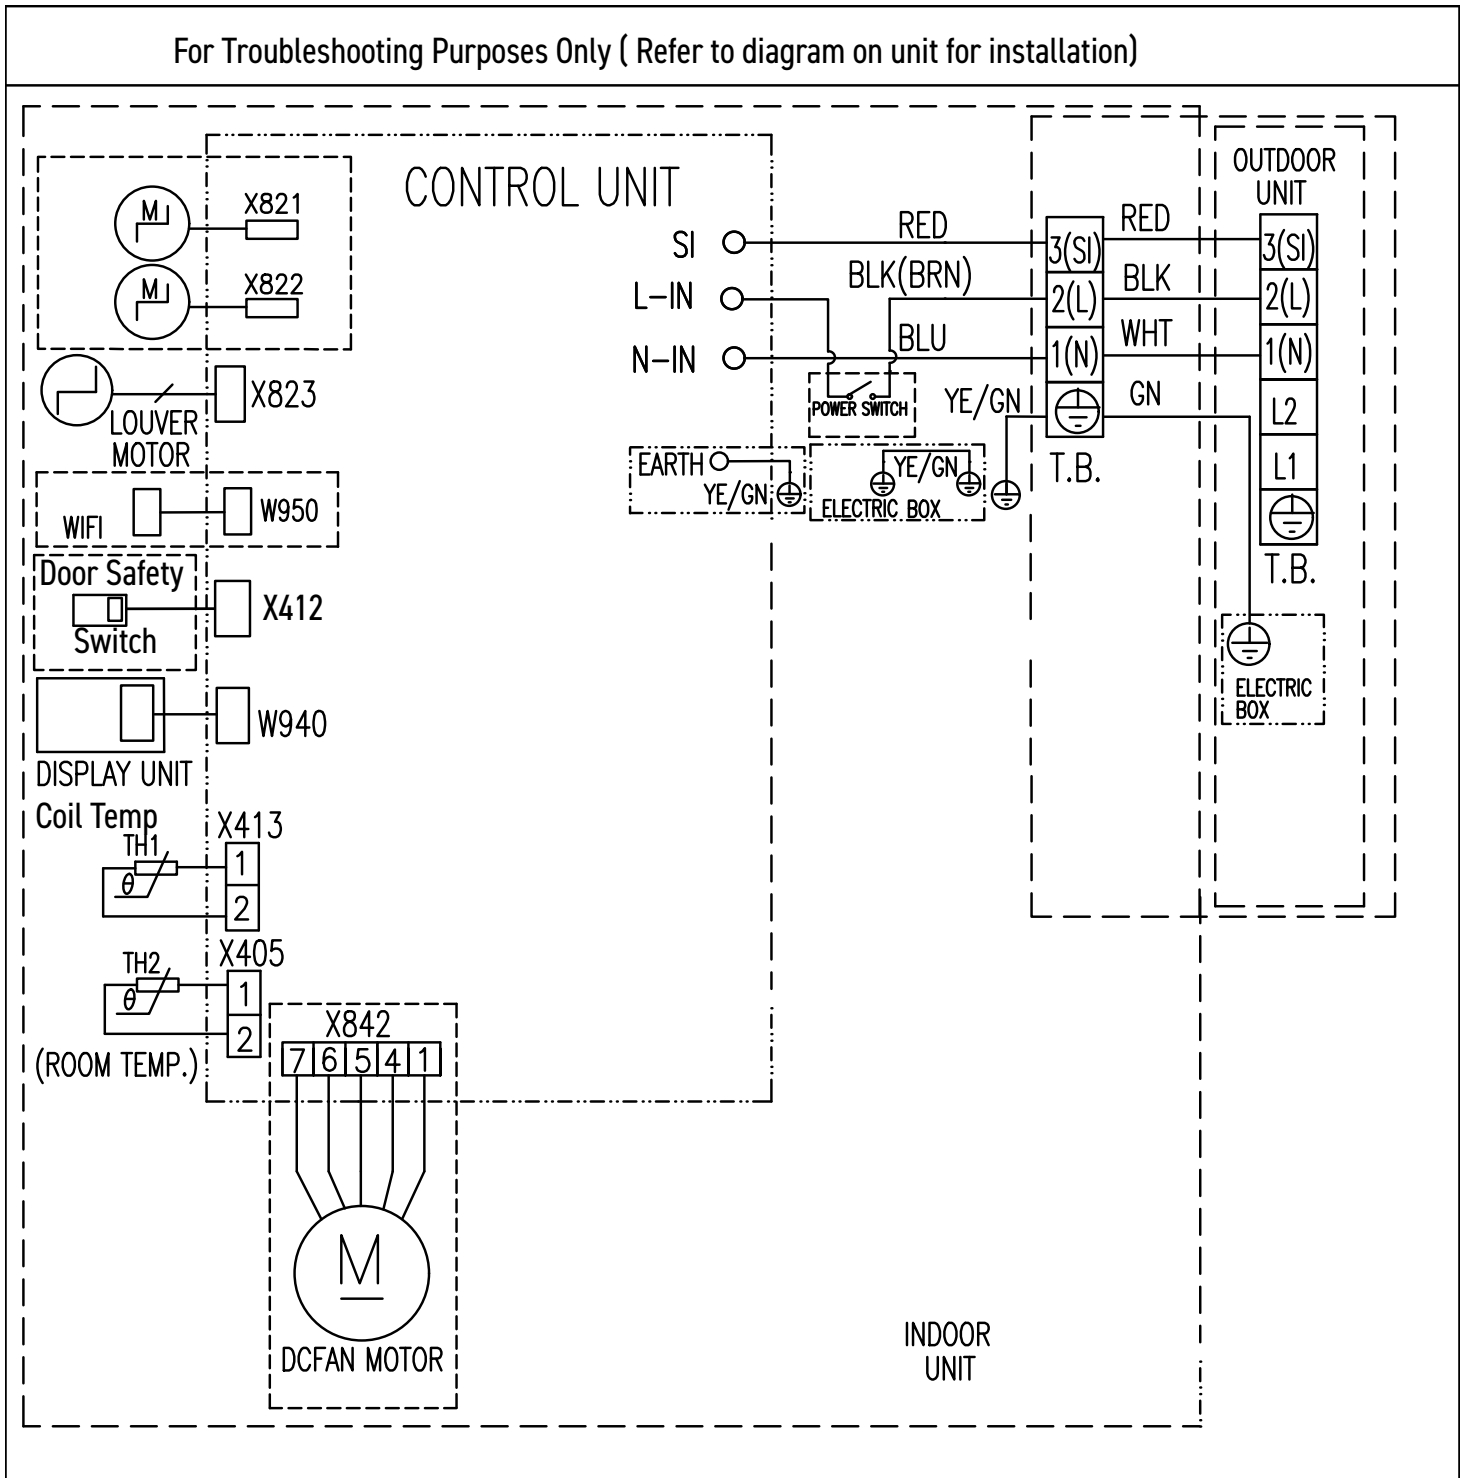 For Troubleshooting Purposes Only ( Refer to diagram on unit for installation)
CONTROL UNIT
M
X821
M
X822
X823
LOUVER
MOTOR
WIFI
W950
Door Safety
Switch
X412
W940
DISPLAY UNIT
Coil Temp
TH1
θ
X413
1
2
TH2
θ
X405
1
2
(ROOM TEMP.)
X842
7 6 5 4 1
M
DCFAN MOTOR
SI
L-IN
N-IN
RED
BLK(BRN)
BLU
POWER SWITCH
EARTH
YE/GN
YE/GN
ELECTRIC BOX
YE/GN
3(SI)
2(L)
1(N)
T.B.
RED
BLK
WHT
GN
OUTDOOR
UNIT
3(SI)
2(L)
1(N)
L2
L1
T.B.
ELECTRIC
BOX
INDOOR
UNIT